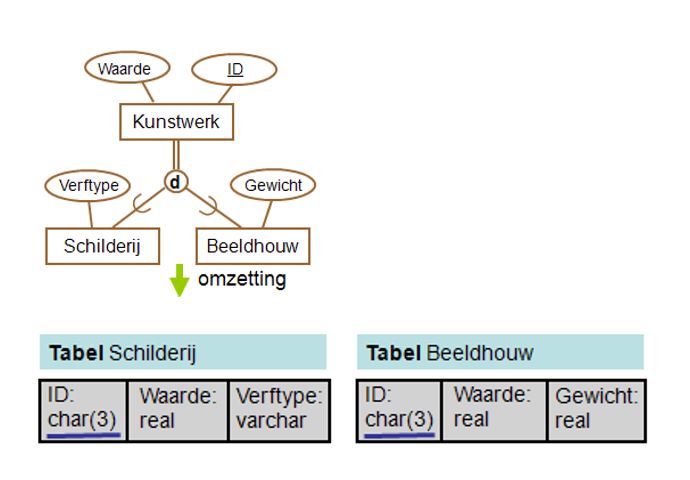 Waarde
ID
Kunstwerk
d
Verftype
Gewicht
Schilderij
Beeldhouw
omzetting
Tabel Schilderij
ID:
char(3)
Waarde:
real
Verftype:
varchar
Tabel Beeldhouw
ID:
char(3)
Waarde:
real
Gewicht:
real